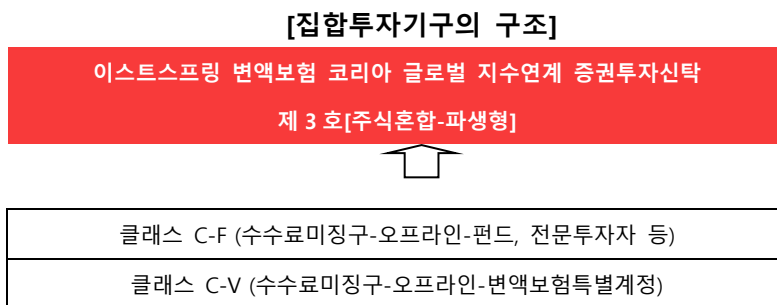 [집합투자기구의 구조]
이스트스프링 변액보험 코리아 글로벌 지수연계 증권투자신탁
제 3 호[주식혼합-파생형]
클래스 C-F (수수료미징구-오프라인-펀드, 전문투자자 등)
클래스 C-V (수수료미징구-오프라인-변액보험특별계정)